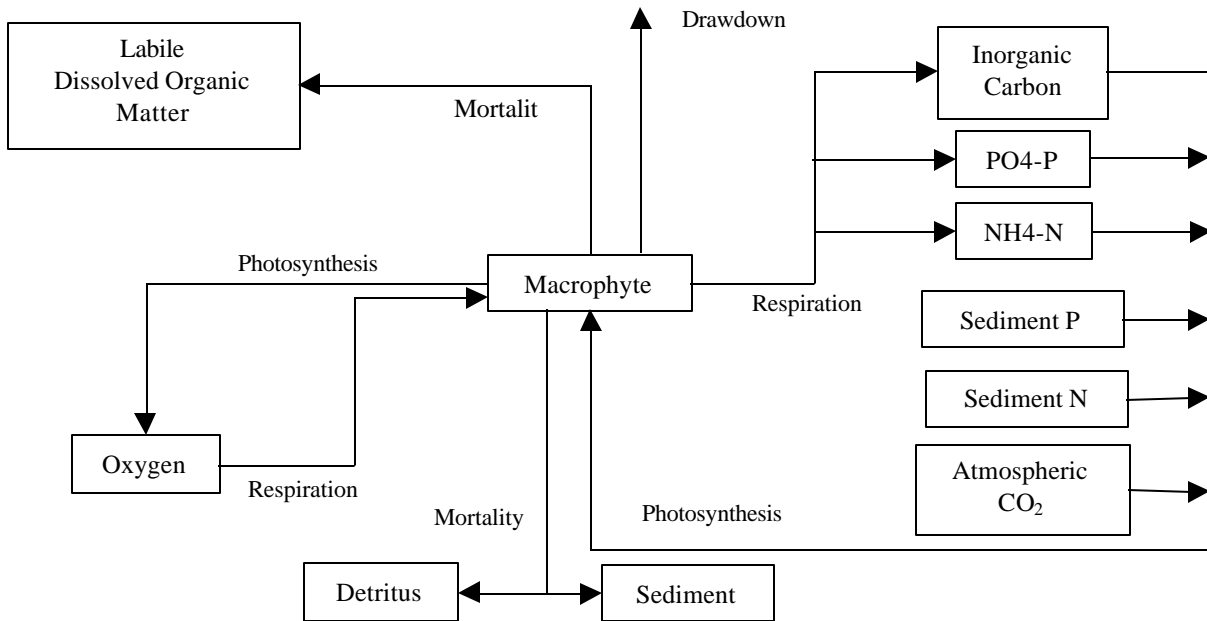 Drawdown
Labile
Dissolved Organic
Matter
Mortalit
Inorganic
Carbon
PO4-P
NH4-N
Photosynthesis
Macrophyte
Respiration
Sediment P
Sediment N
Oxygen
Respiration
Atmospheric
CO₂
Mortality
Photosynthesis
Detritus
Sediment